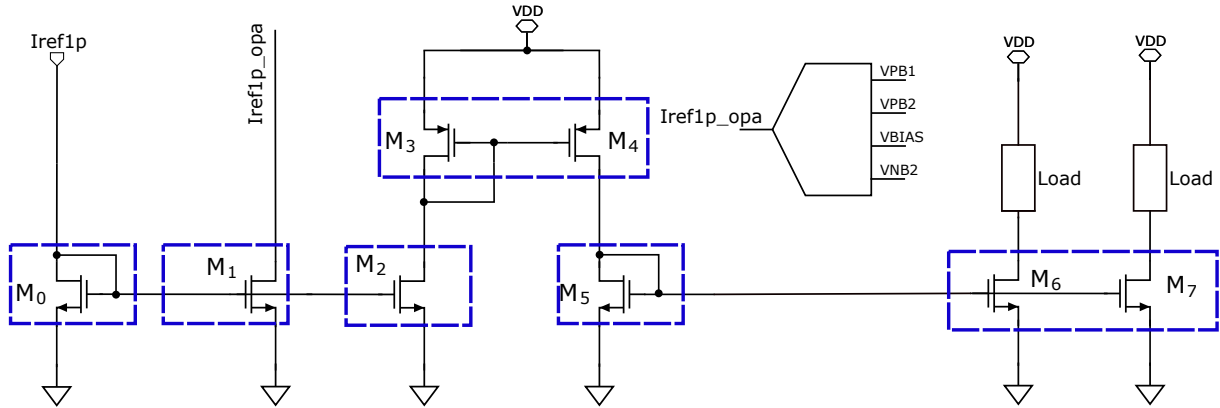 Iref1p
Iref1p_opa
VDD
M3
M4
Iref1p_opa
VPB1
VPB2
VBIAS
VNB2
VDD
VDD
Load
Load
M0
M1
M2
M5
M6
M7